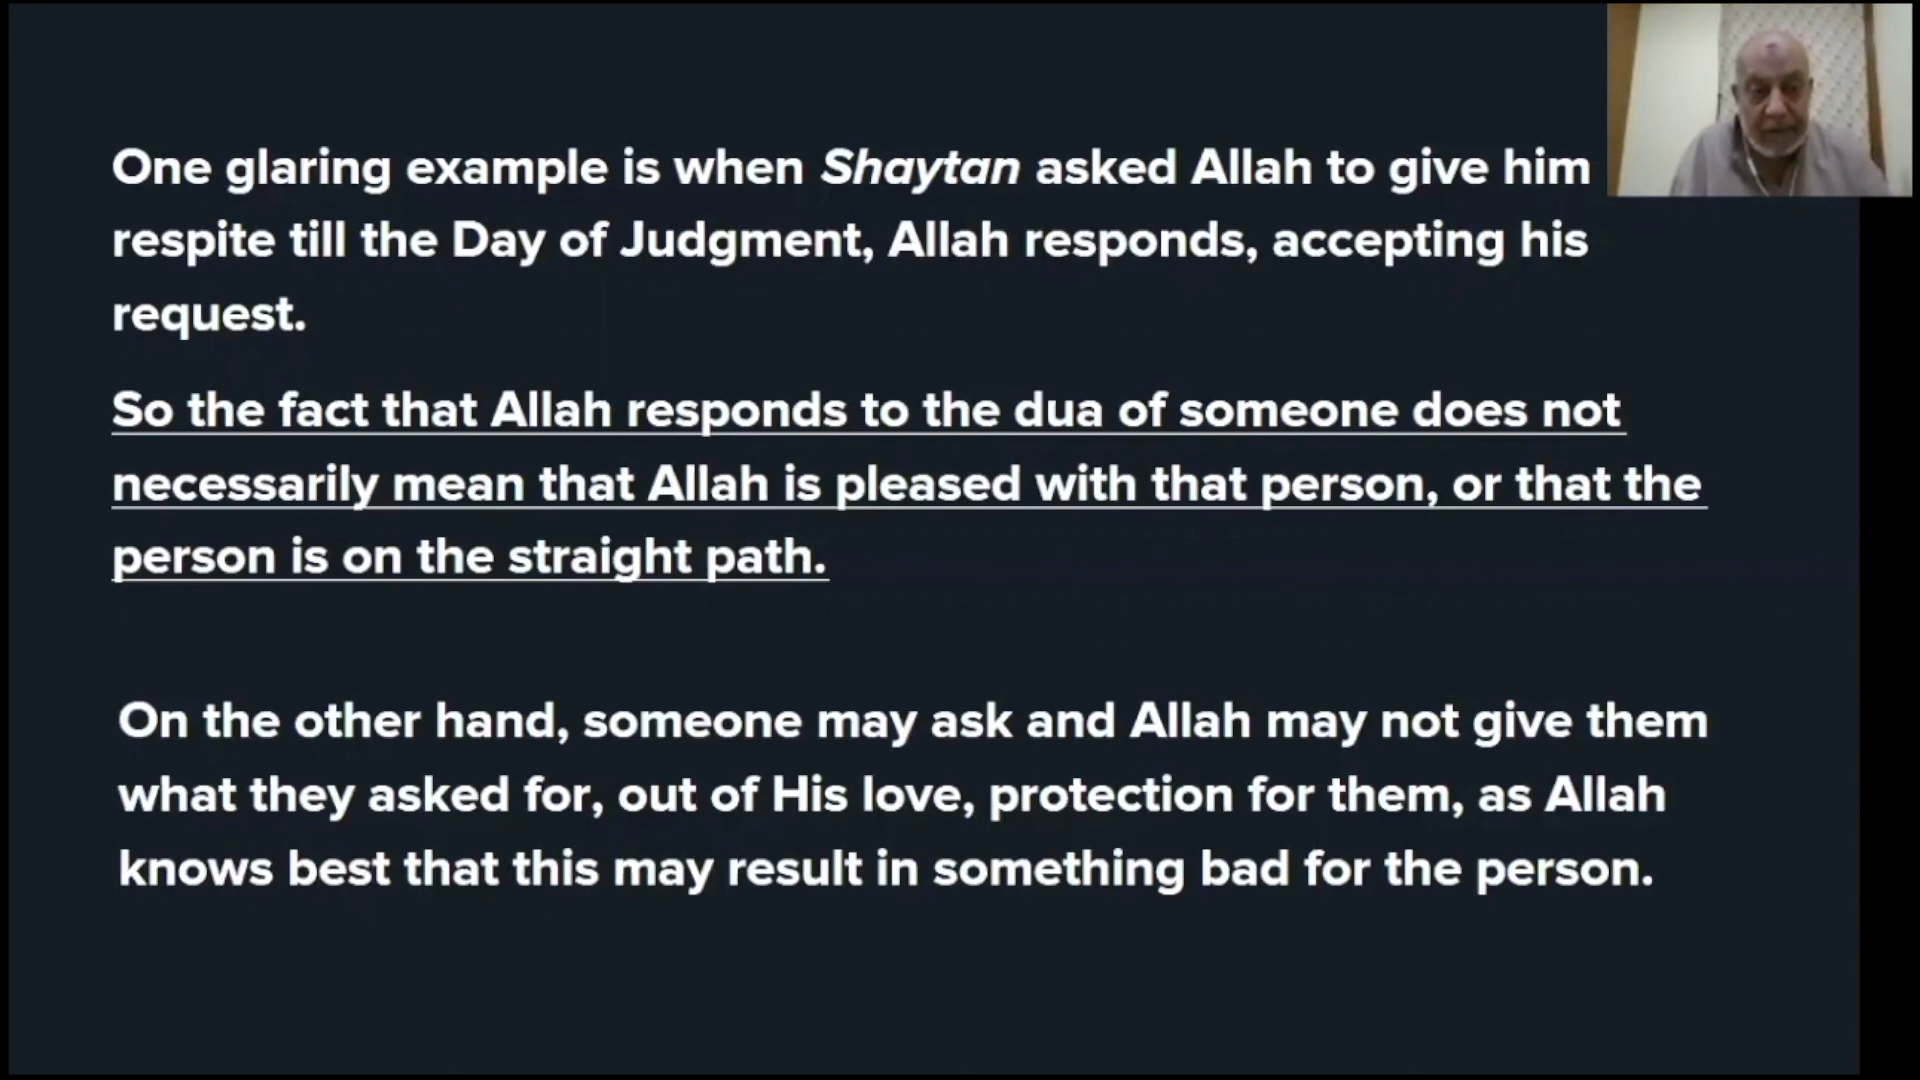 One glaring example is when Shaytan asked Allah to give him
respite till the Day of Judgment, Allah responds, accepting his
request.
So the fact that Allah responds to the dua of someone does not
necessarily mean that Allah is pleased with that person, or that the
person is on the straight path.
On the other hand, someone may ask and Allah may not give them
what they asked for, out of His love, protection for them, as Allah
knows best that this may result in something bad for the person.